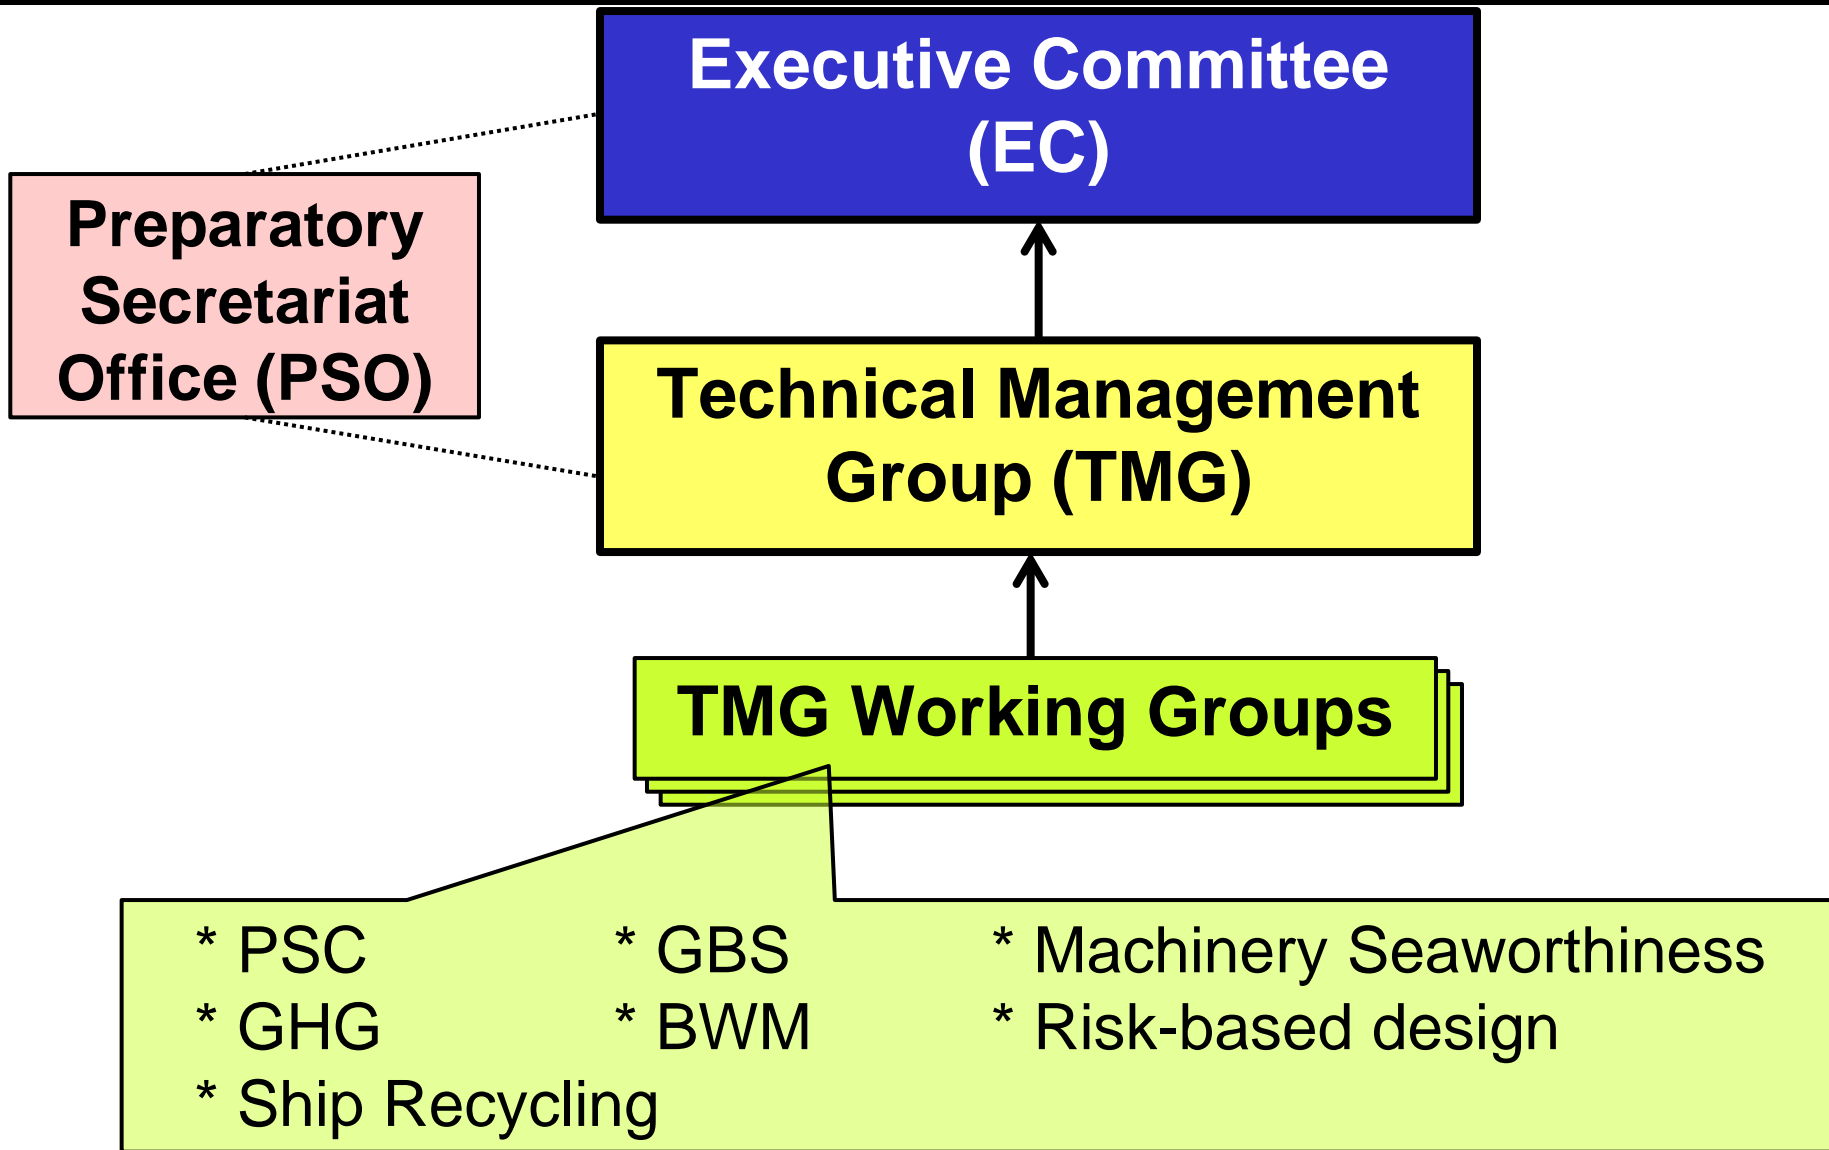 Executive Committee
(EC)
Preparatory
Secretariat
Office (PSO)
Technical Management
Group (TMG)
TMG Working Groups
* PSC * GBS * Machinery Seaworthiness
* GHG * BWM * Risk-based design
* Ship Recycling